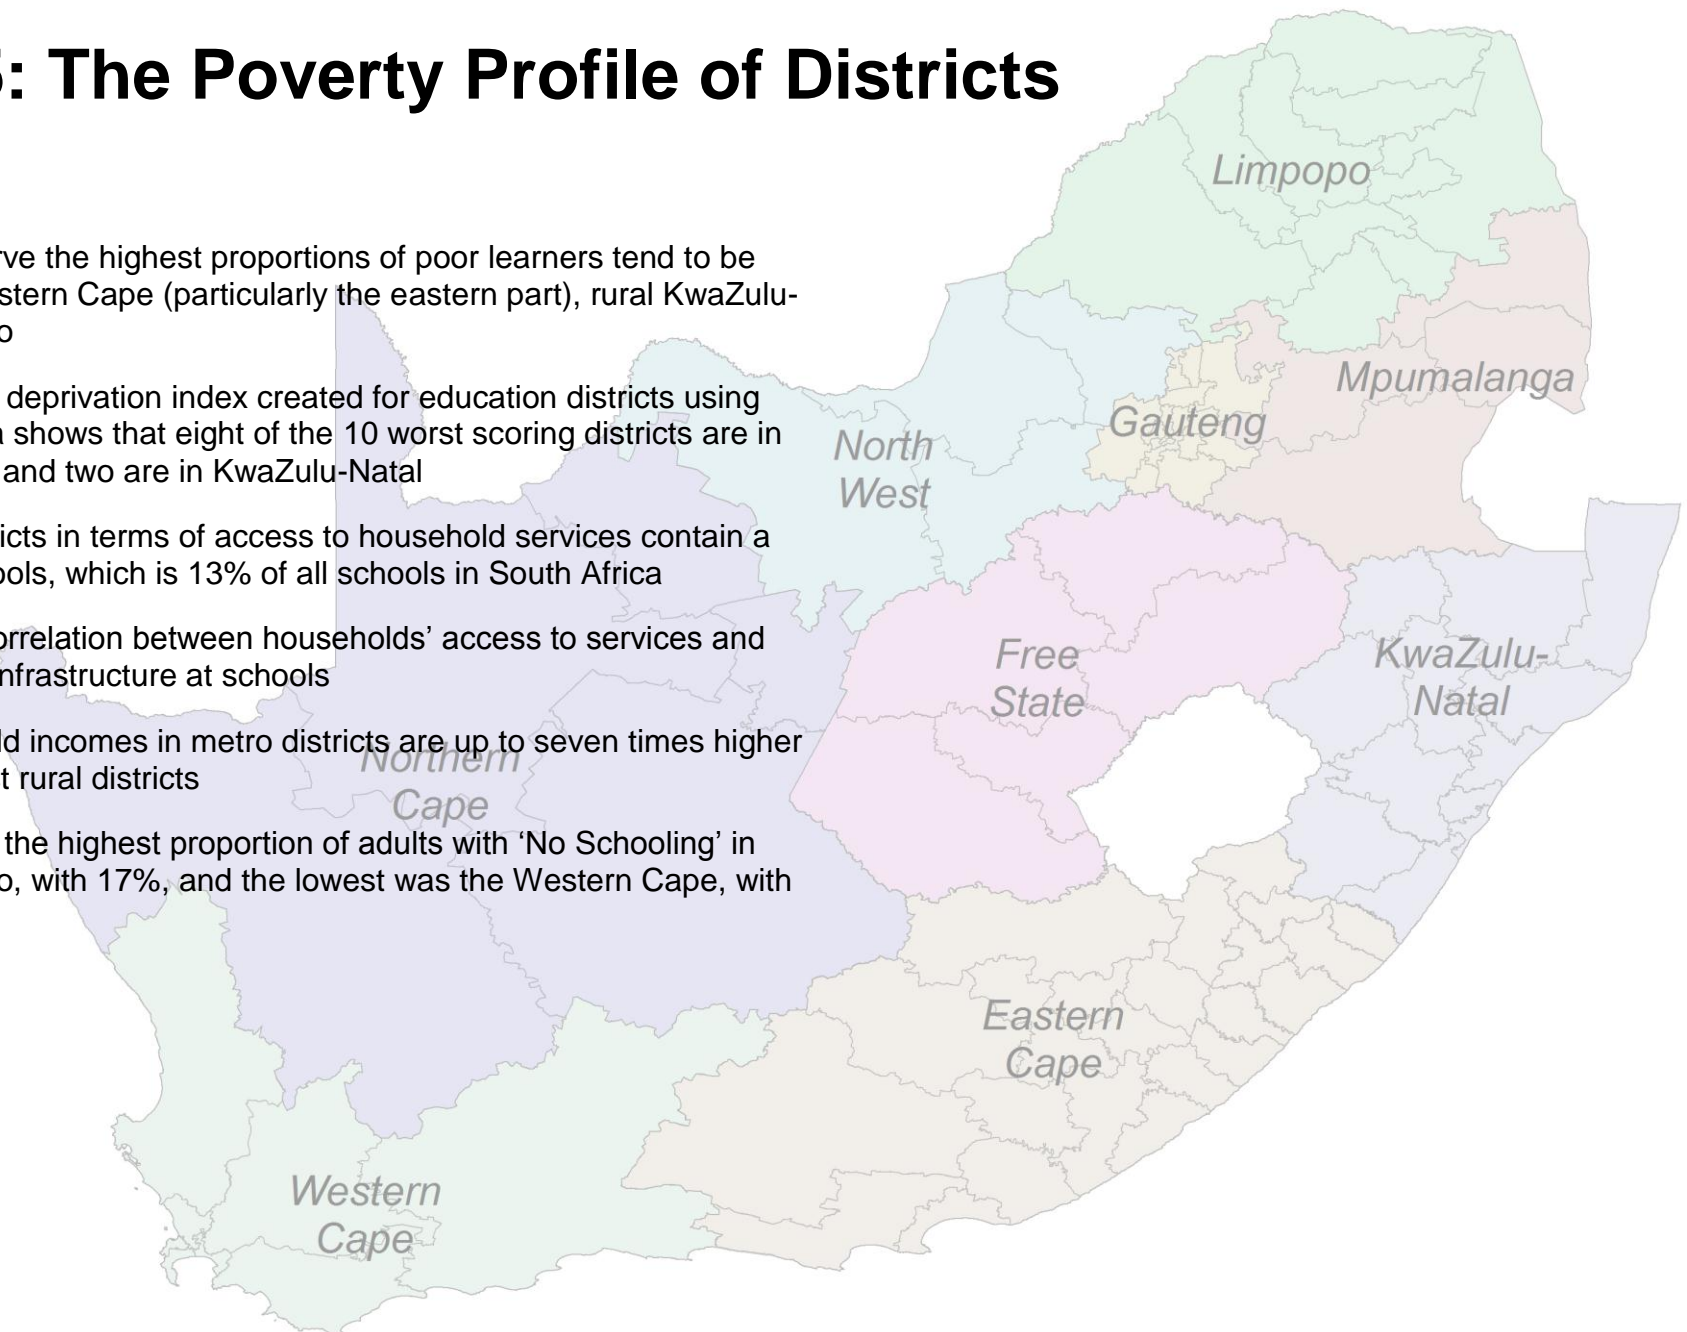 5: The Poverty Profile of Districts
rve the highest proportions of poor learners tend to be
stern Cape (particularly the eastern part), rural KwaZulu-
o
deprivation index created for education districts using
a shows that eight of the 10 worst scoring districts are in
and two are in KwaZulu-Natal
icts in terms of access to household services contain a
ools, which is 13% of all schools in South Africa
orrelation between households’ access to services and
infrastructure at schools
ld incomes in metro districts are up to seven times higher
t rural districts
the highest proportion of adults with ‘No Schooling’ in
o, with 17%, and the lowest was the Western Cape, with
Limpopo
Mpumalanga
Gauteng
North
West
Free
State
KwaZulu-
Natal
Northern
Cape
Eastern
Cape
Western
Cape